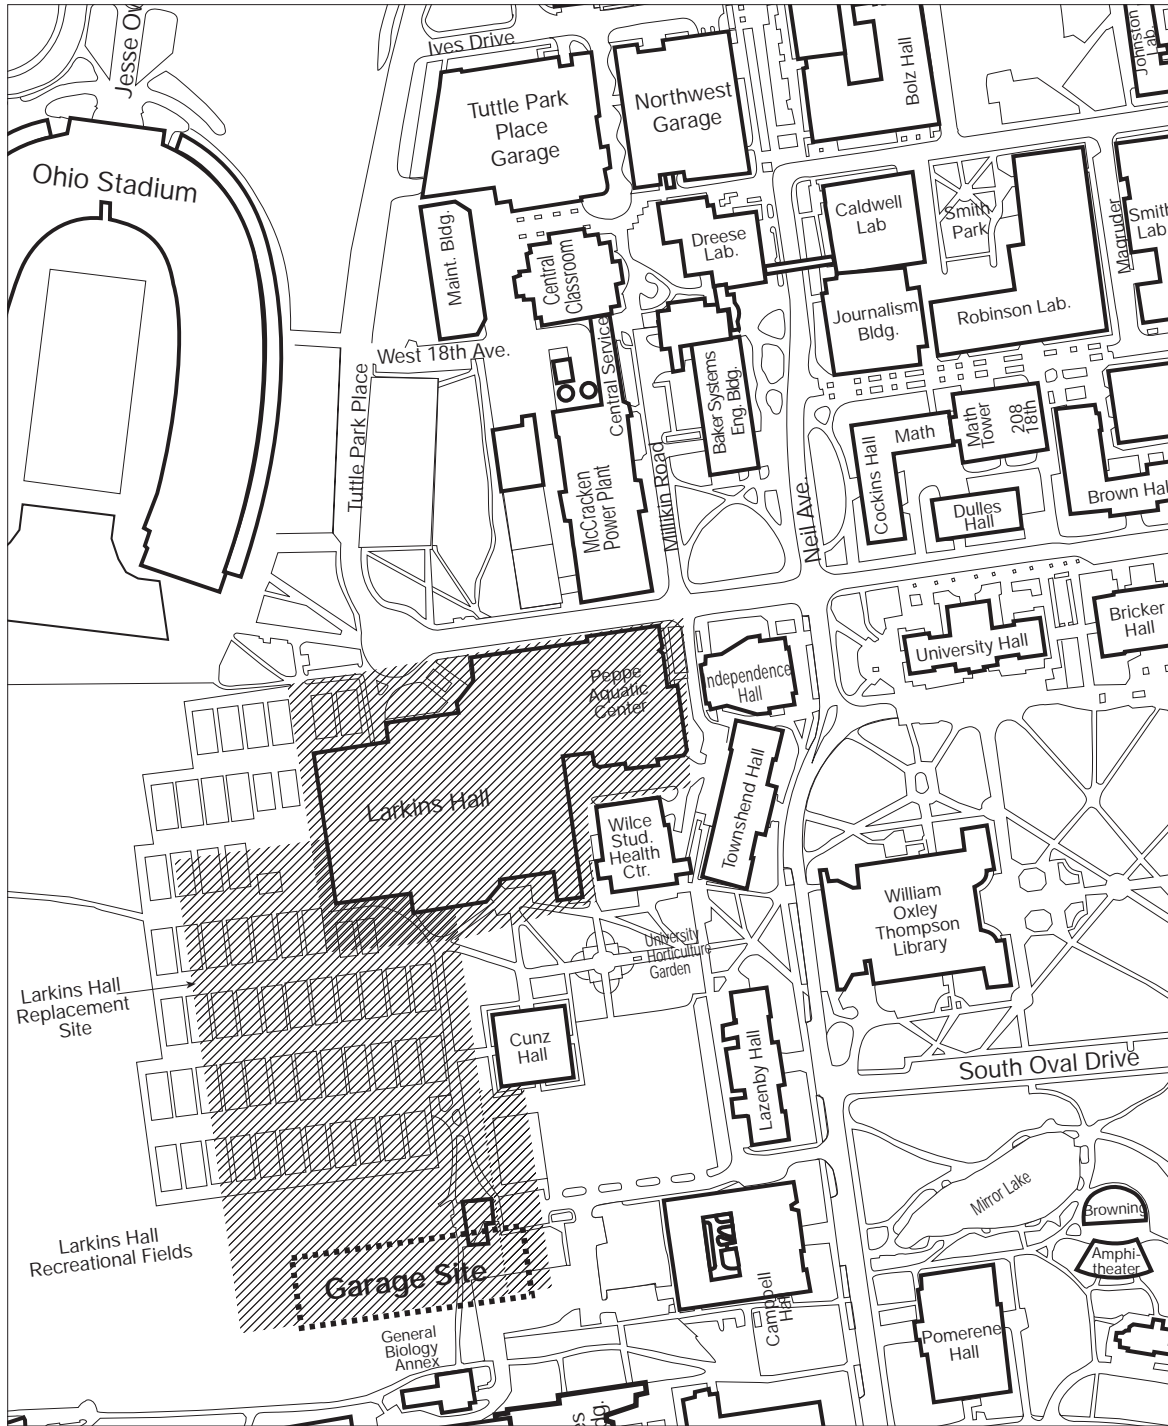 Jesse Ow
Ives Drive
Tuttle Park
Place
Garage
Northwest
Garage
Bolz Hall
Johnston
Lab.
Ohio Stadium
Maint. Bldg.
Central
Classroom
Dreese
Lab.
Caldwell
Lab
Smith
Park
Magruder
Smith
Lab
Journalism
Bldg.
Robinson Lab.
West 18th Ave.
Central Service
Tuttle Park Place
Baker Systems
Eng. Bldg.
Math
Math
Tower
208
18th
Cockins Hall
McCracken
Power Plant
Millikin Road
Neil Ave.
Dulles
Hall
Brown Hal
Bricker
Hall
University Hall
Peppe
Aquatic
Center
ndependence
Hall
Townshend Hall
Larkins Hall
Wilce
Stud.
Health
Ctr.
William
Oxley
Thompson
Library
University
Horticulture
Garden
Larkins Hall
Replacement
Site
Cunz
Hall
Lazenby Hall
South Oval Drive
Mirror Lake
Browning
Amphi-
theater
Larkins Hall
Recreational Fields
Garage Site
Campbell
Hall
General
Biology
Annex
Pomerene
Hall
es
dg.